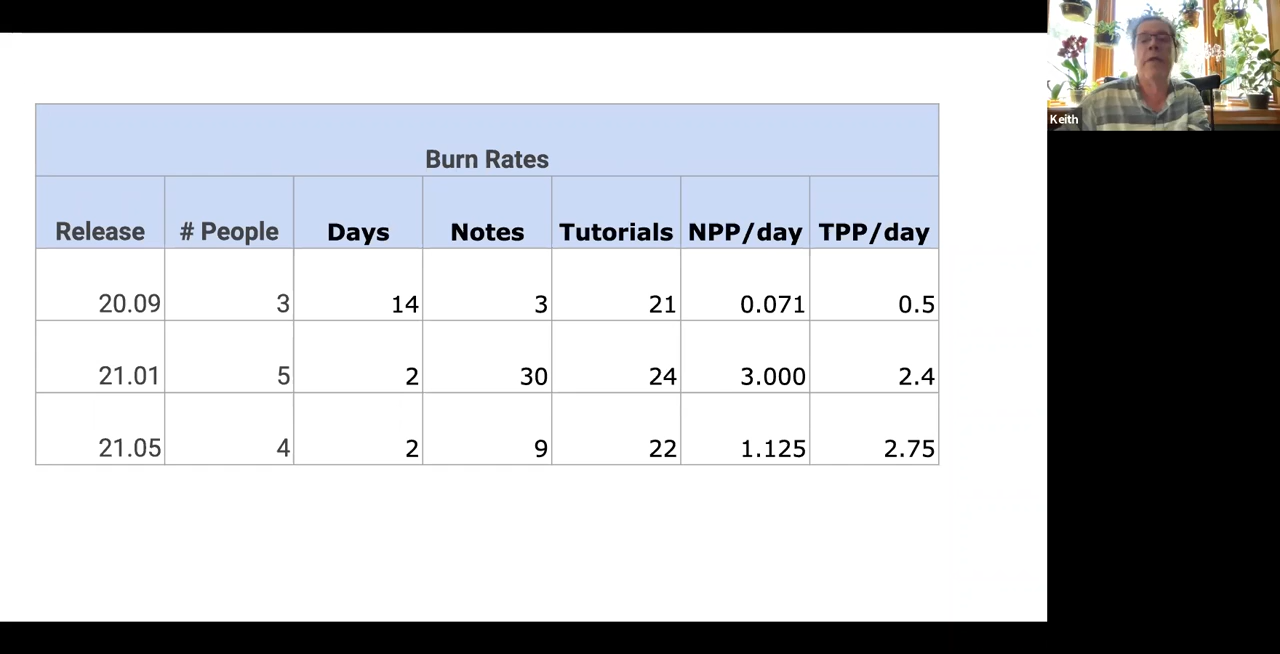 Keith
Burn Rates
Release # People Days Notes Tutorials NPP/day TPP/day
20.09 3 14 3 21 0.071 0.5
21.01 5 2 30 24 3.000 2.4
21.05 4 2 9 22 1.125 2.75